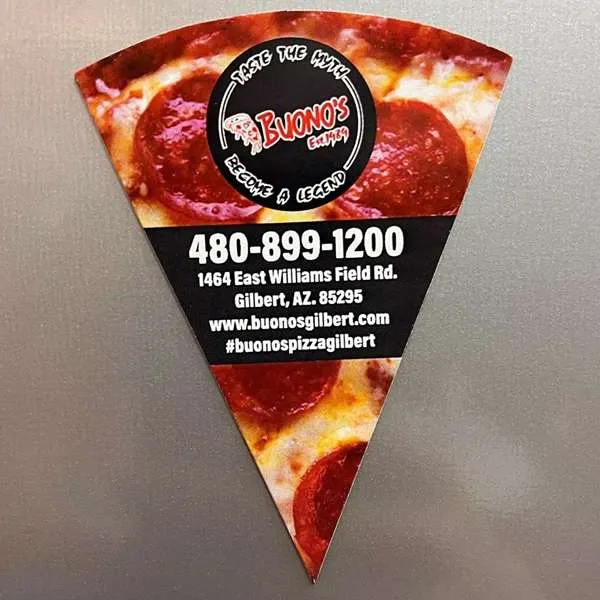 TASTE THE MYTH
BUONO'S
Est.1989
BECOME A LEGEND
480-899-1200
1464 East Williams Field Rd.
Gilbert, AZ. 85295
www.buonosgilbert.com
#buonospizzagilbert